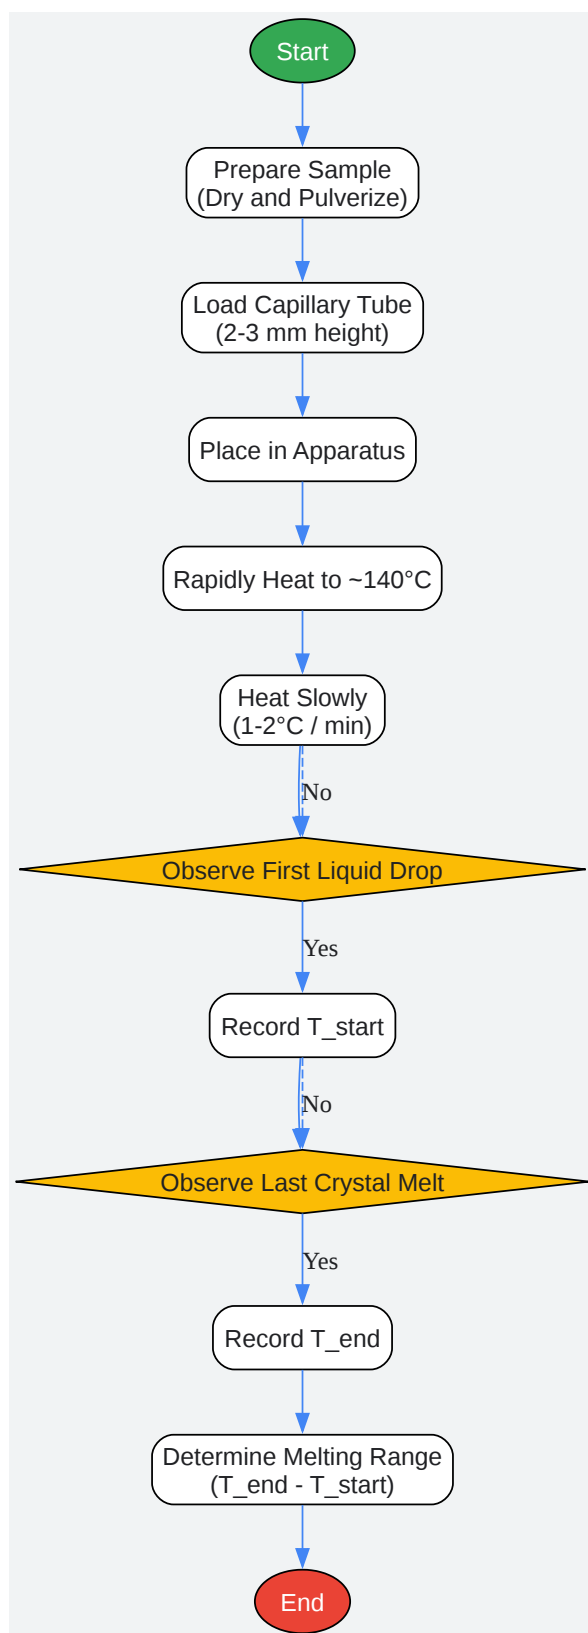 Start
Prepare Sample
(Dry and Pulverize)
Load Capillary Tube
(2-3 mm height)
Place in Apparatus
Rapidly Heat to ~140°C
Heat Slowly
(1-2°C / min)
No
Observe First Liquid Drop
Yes
Record T_start
No
Observe Last Crystal Melt
Yes
Record T_end
Determine Melting Range
(T_end - T_start)
End